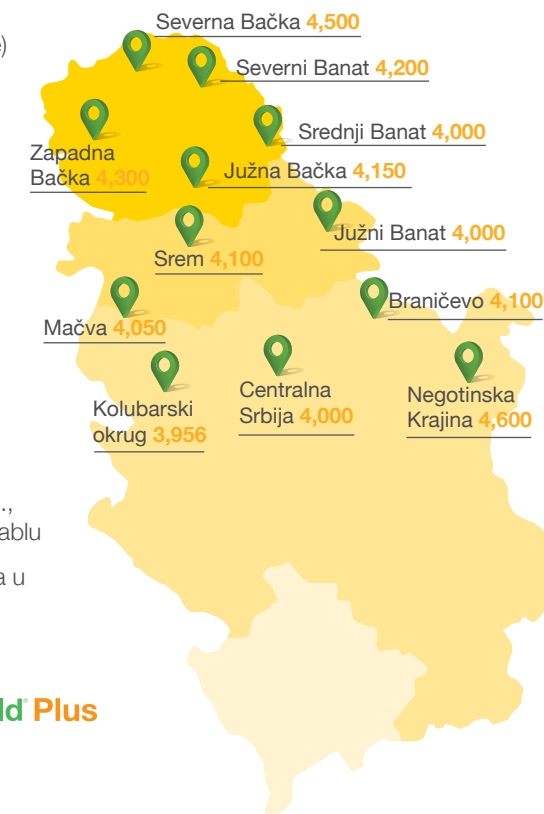 Severna Bačka 4,500
e)
Severni Banat 4,200
Srednji Banat 4,000
Zapadna
Bačka 4,300
Južna Bačka 4,150
Južni Banat 4,000
Srem 4,100
Braničevo 4,100
Mačva 4,050
Kolubarski
okrug 3,956
Centralna
Srbija 4,000
Negotinska
Krajina 4,600
.,
ablu
a u
ld® Plus